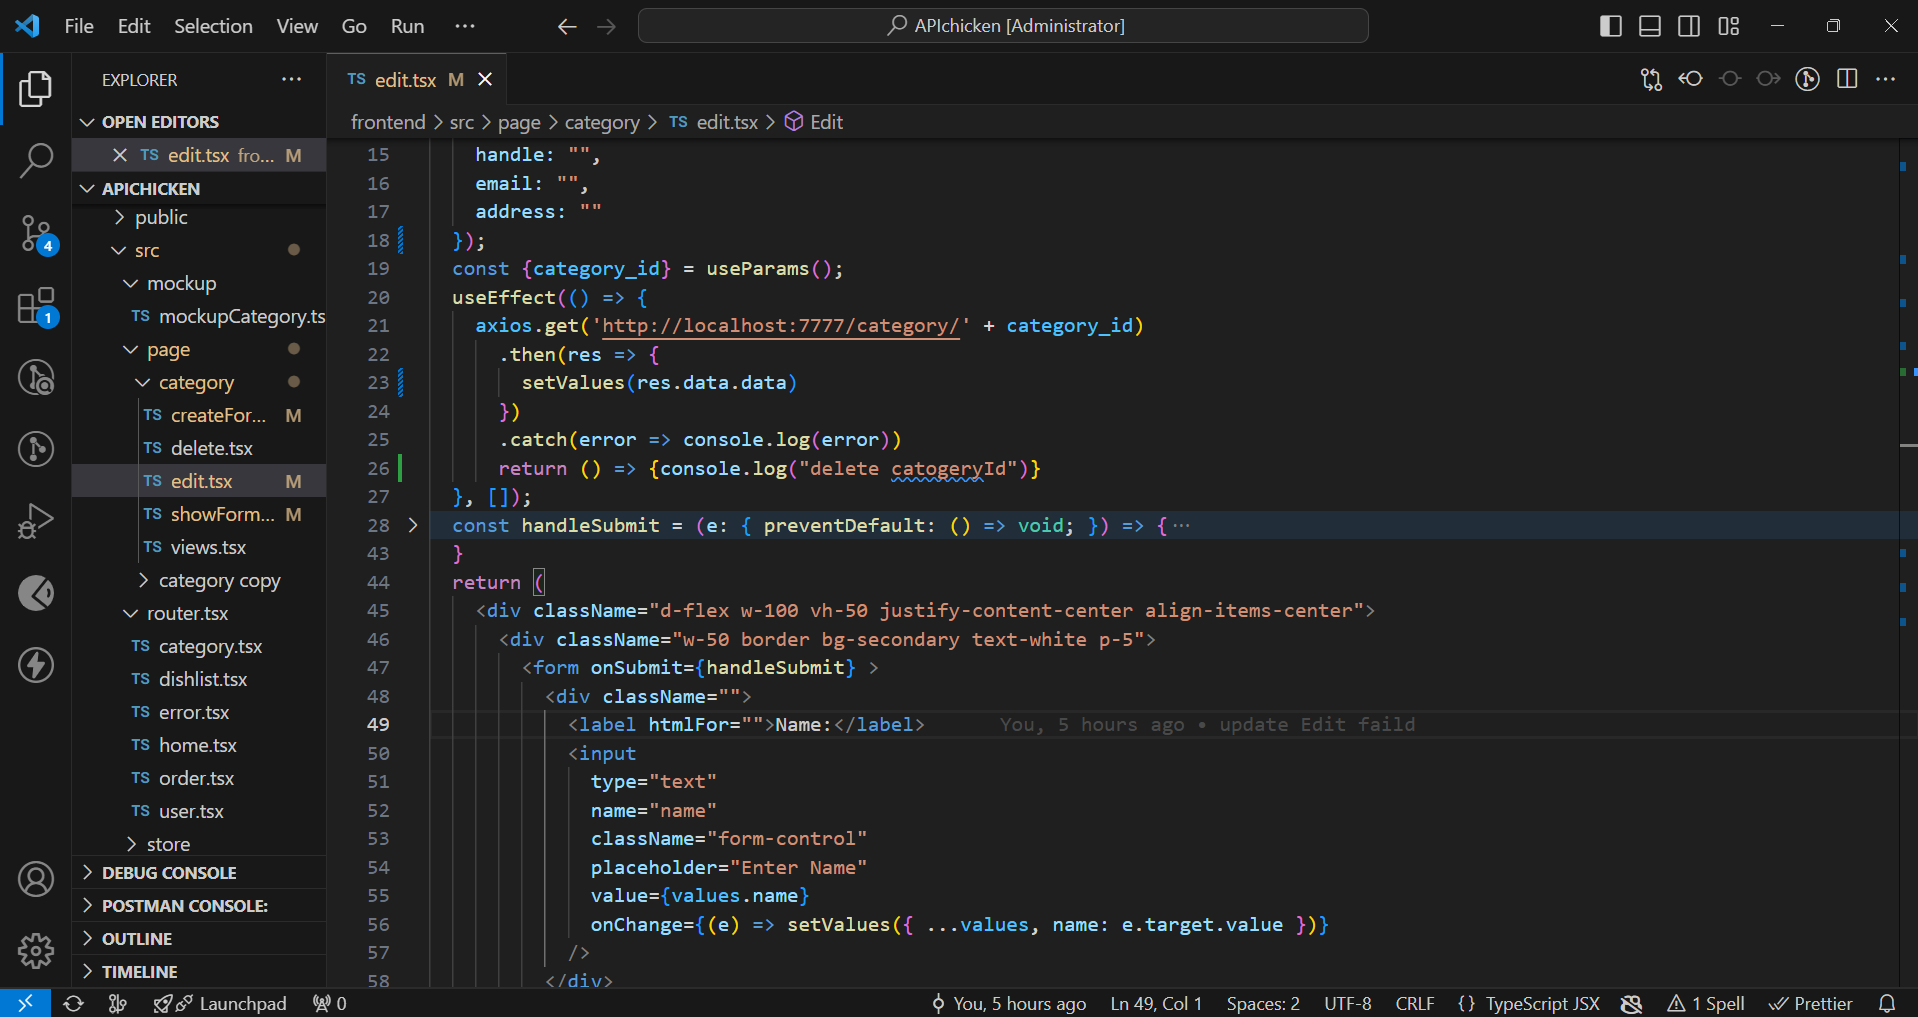 File Edit Selection View Go Run ··· APIchicken [Administrator]
EXPLORER ···
OPEN EDITORS
TS edit.tsx fro... M
APICHICKEN
public
src
mockup
TS mockupCategory.ts
page
category
TS createFor... M
TS delete.tsx
TS edit.tsx M
TS showForm... M
TS views.tsx
category copy
router.tsx
TS category.tsx
TS dishlist.tsx
TS error.tsx
TS home.tsx
TS order.tsx
TS user.tsx
store
DEBUG CONSOLE
POSTMAN CONSOLE:
OUTLINE
TIMELINE
4
1
TS edit.tsx M
frontend > src > page > category > TS edit.tsx > Edit
15 handle: "",
16 email: "",
17 address: ""
18 });
19 const {category_id} = useParams();
20 useEffect(() => {
21 axios.get('http://localhost:7777/category/' + category_id)
22 .then(res => {
23 setValues(res.data.data)
24 })
25 .catch(error => console.log(error))
26 return () => {console.log("delete catogeryId")}
27 }, []);
28 const handleSubmit = (e: { preventDefault: () => void; }) => {···
43 }
44 return (
45 <div className="d-flex w-100 vh-50 justify-content-center align-items-center">
46 <div className="w-50 border bg-secondary text-white p-5">
47 <form onSubmit={handleSubmit} >
48 <div className="">
49 <label htmlFor="">Name:</label> You, 5 hours ago • update Edit faild
50 <input
51 type="text"
52 name="name"
53 className="form-control"
54 placeholder="Enter Name"
55 value={values.name}
56 onChange={(e) => setValues({ ...values, name: e.target.value })}
57 />
58 </div>
Launchpad 0 You, 5 hours ago Ln 49, Col 1 Spaces: 2 UTF-8 CRLF {} TypeScript JSX 1 Spell Prettier